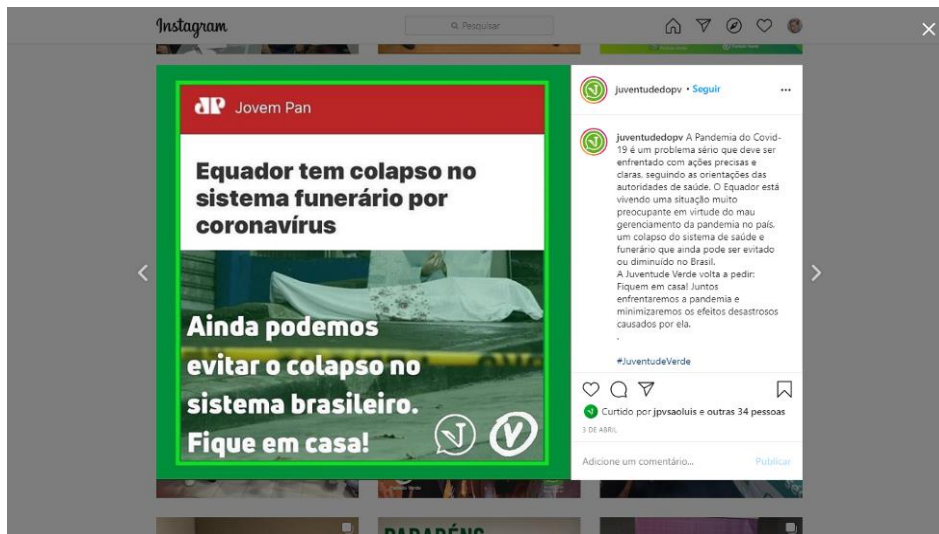 Instagram
Pesquisar
JP Jovem Pan
Equador tem colapso no
sistema funerário por
coronavírus
Ainda podemos
evitar o colapso no
sistema brasileiro.
Fique em casa!
juventudedopv • Seguir
juventudedopv A Pandemia do Covid-
19 é um problema sério que deve ser
enfrentado com ações precisas e
claras, seguindo as orientações das
autoridades de saúde. O Equador está
vivendo uma situação muito
preocupante em virtude do mau
gerenciamento da pandemia no país,
um colapso do sistema de saúde e
funerário que ainda pode ser evitado
ou diminuído no Brasil.
A Juventude Verde volta a pedir:
Fiquem em casa! Juntos
enfrentaremos a pandemia e
minimizaremos os efeitos desastrosos
causados por ela.
.
#JuventudeVerde
Curtido por jpvsaoluis e outras 34 pessoas
3 DE ABRIL
Adicione um comentário... Publicar
PARABÉNS